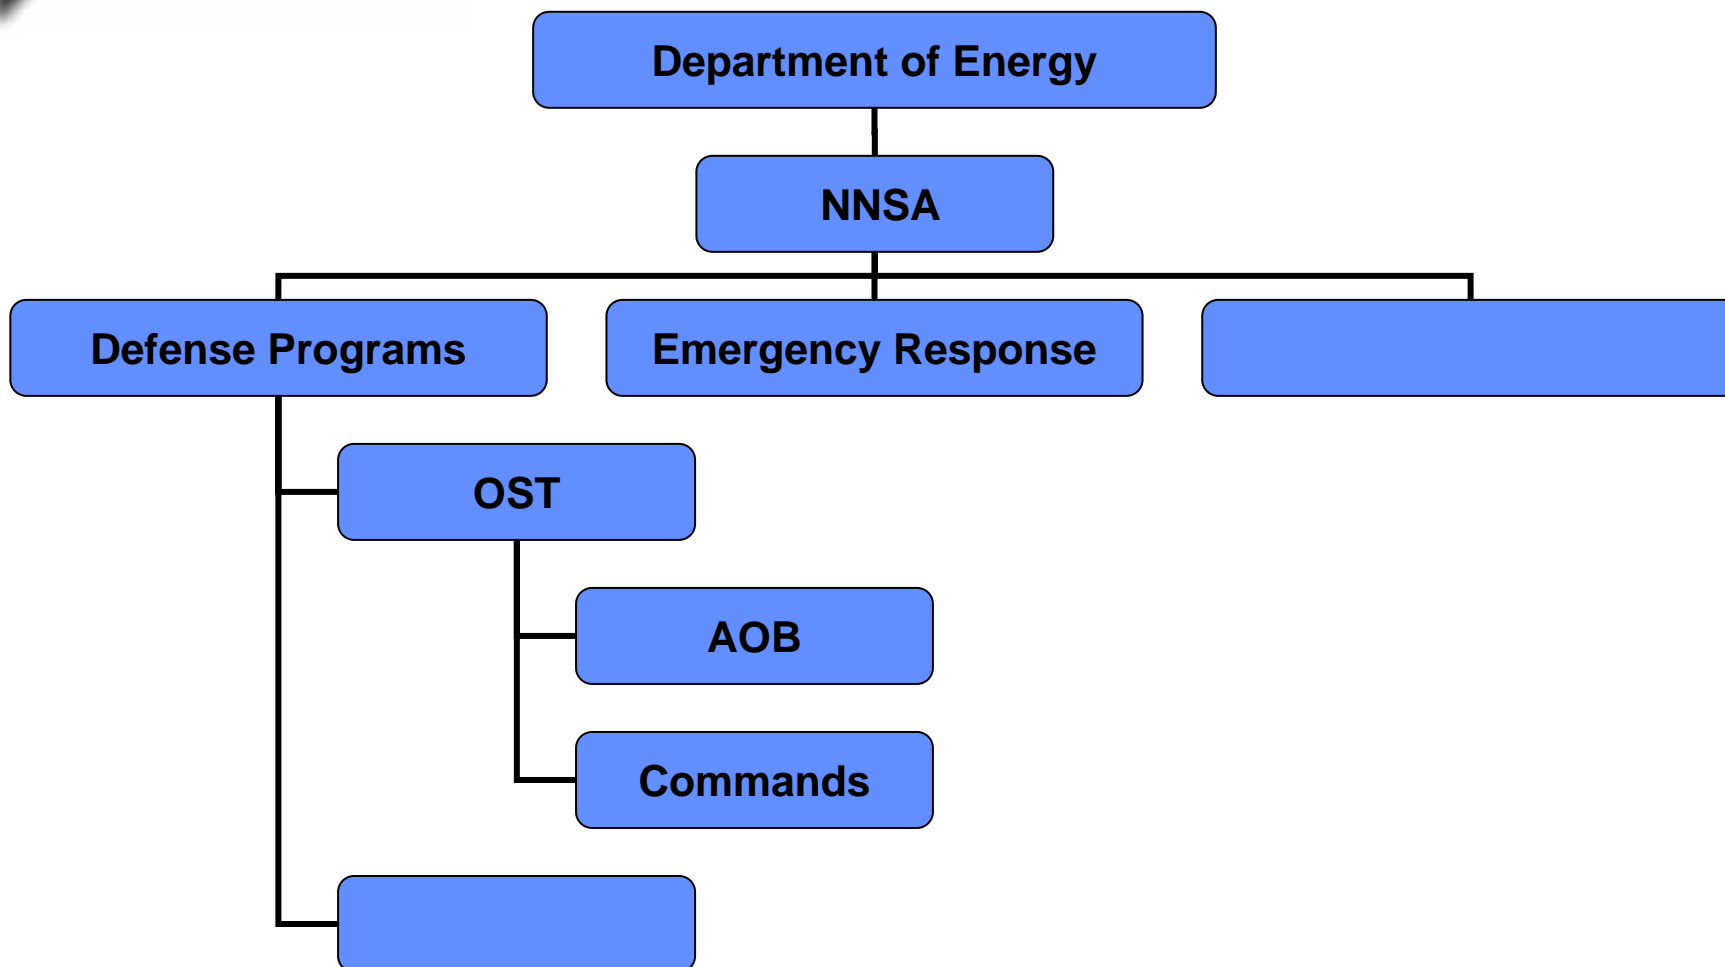 Department of Energy
NNSA
Defense Programs
Emergency Response
OST
AOB
Commands